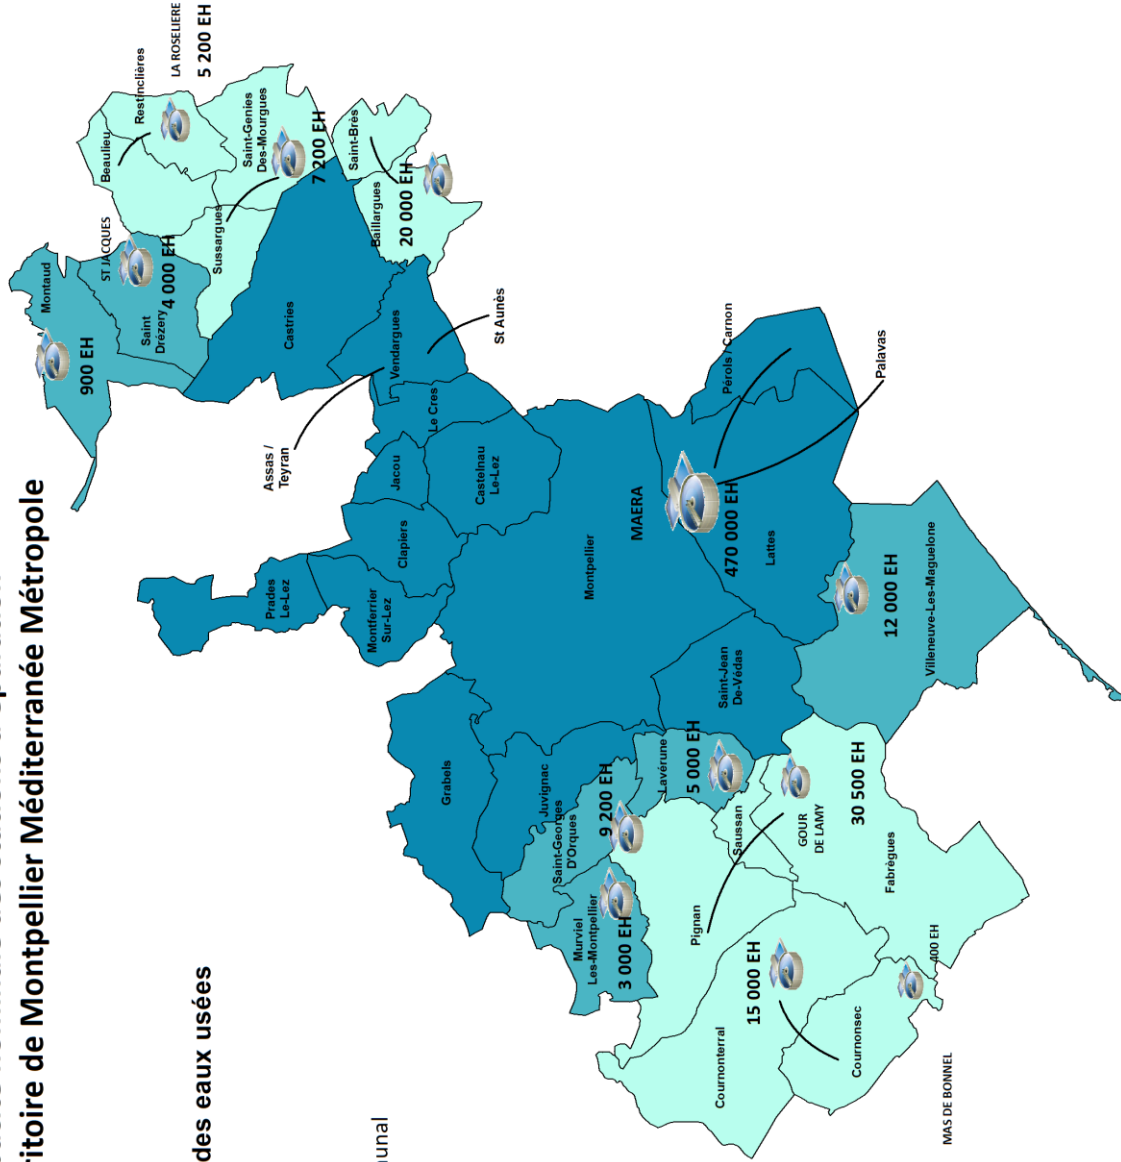 ritoire de Montpellier Méditerranée Métropole
des eaux usées
Montaud
900 EH
ST JACQUES
Saint
Drézery
4 000 EH
Beaulieu
Restinclières
LA ROSELIERE
5 200 EH
Saint-Genies
Des-Mourgues
7 200 EH
Sussargues
Saint-Brès
Baillargues
20 000 EH
Castries
Vendargues
St Aunès
Assas /
Teyran
Le Cres
Jacou
Castelnau
Le-Lez
Clapiers
Prades
Le-Lez
Montferrier
Sur-Lez
Montpellier
MAERA
470 000 EH
Lattes
Pérols / Carnon
Palavas
Grabels
Juvignac
Saint-Jean
De-Védas
12 000 EH
Villeneuve-Les-Maguelone
Saint-Georges
D'Orques
9 200 EH
Lavérune
5 000 EH
Murviel
Les-Montpellier
3 000 EH
Saussan
Pignan
GOUR
DE LAMY
30 500 EH
Fabrègues
15 000 EH
Cournonterral
Cournonsec
400 EH
MAS DE BONNEL
unal